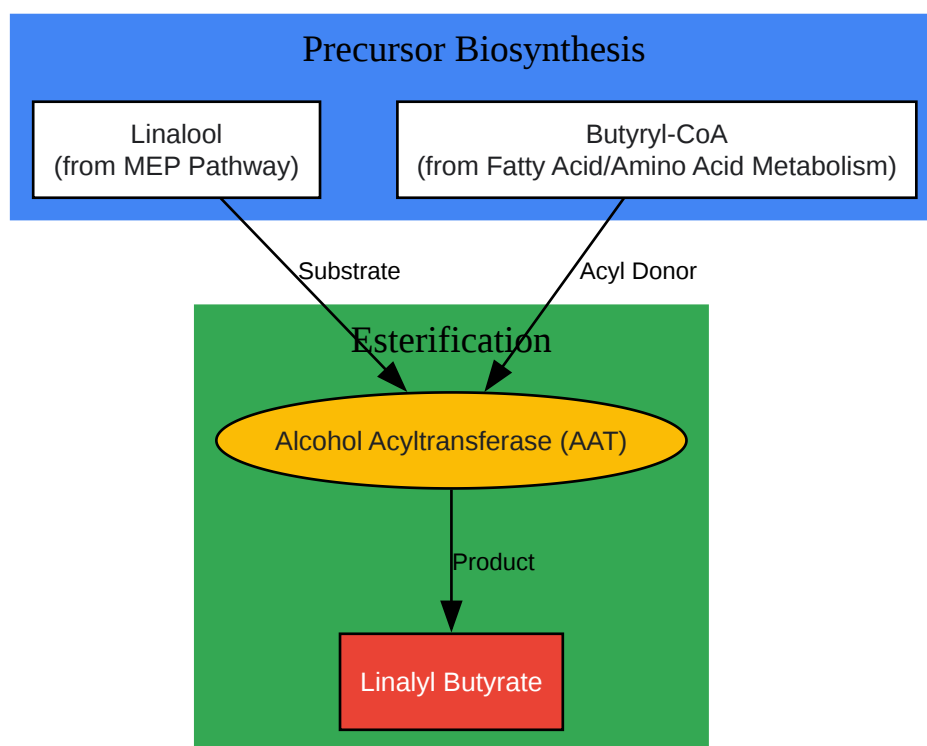 Precursor Biosynthesis
Linalool
(from MEP Pathway)
Butyryl-CoA
(from Fatty Acid/Amino Acid Metabolism)
Substrate
Acyl Donor
Esterification
Alcohol Acyltransferase (AAT)
Product
Linalyl Butyrate